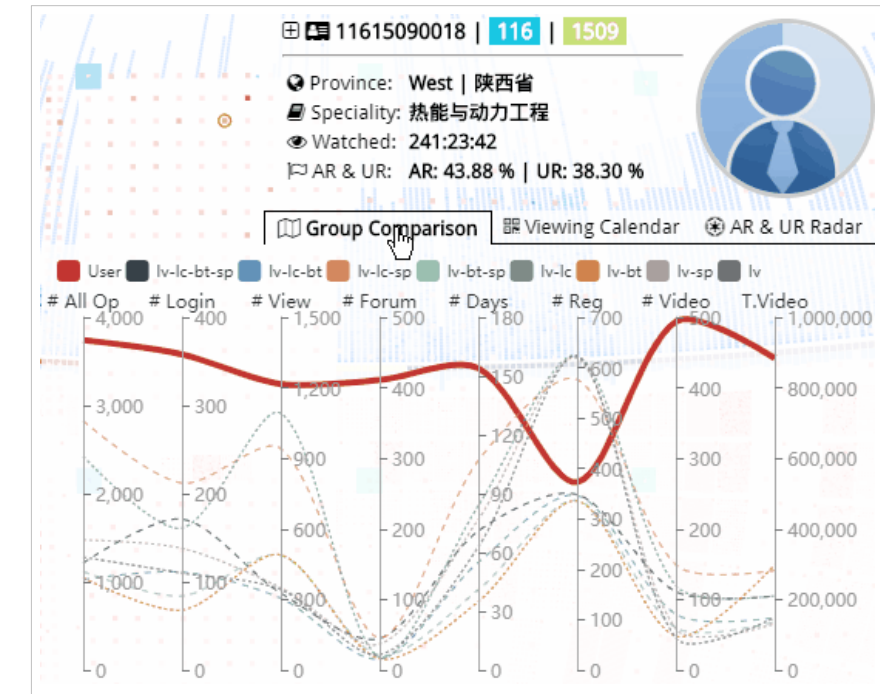 11615090018 | 116 | 1509
Province: West | 陕西省
Speciality: 热能与动力工程
Watched: 241:23:42
AR & UR: AR: 43.88 % | UR: 38.30 %
Group Comparison Viewing Calendar AR & UR Radar
User lv-lc-bt-sp lv-lc-bt lv-lc-sp lv-bt-sp lv-lc lv-bt lv-sp lv
# All Op # Login # View # Forum # Days # Reg # Video T.Video
4,000 400 1,500 500 180 700 500 1,000,000
1,200 150 600
3,000 300 400 500 400 800,000
120
900 300 400 300 600,000
2,000 200 90
600 200 300 200 400,000
60
1,000 100 200
300 100 30 100 100 200,000
0 0 0 0 0 0 0 0